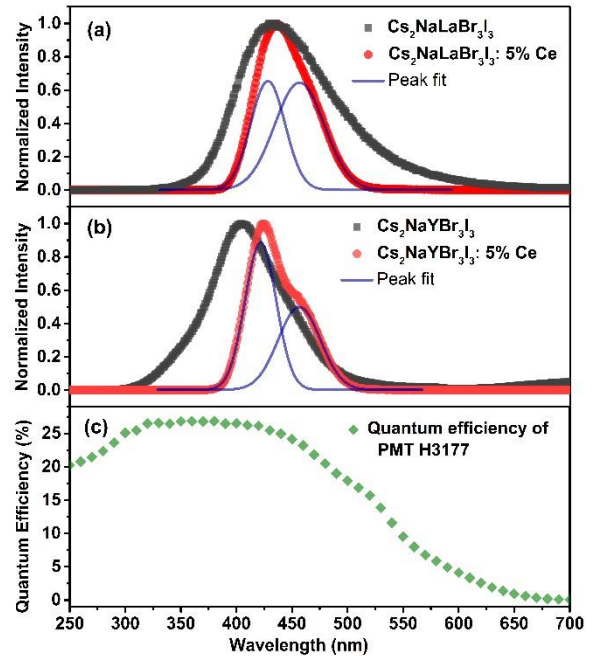 (a)
Cs₂NaLaBr₃I₃
Cs₂NaLaBr₃I₃: 5% Ce
Peak fit
Normalized Intensity
1.0
0.8
0.6
0.4
0.2
0.0
(b)
Cs₂NaYBr₃I₃
Cs₂NaYBr₃I₃: 5% Ce
Peak fit
Normalized Intensity
1.0
0.8
0.6
0.4
0.2
0.0
(c)
Quantum efficiency of
PMT H3177
Quantum Efficiency (%)
25
20
15
10
5
0
250 300 350 400 450 500 550 600 650 700
Wavelength (nm)